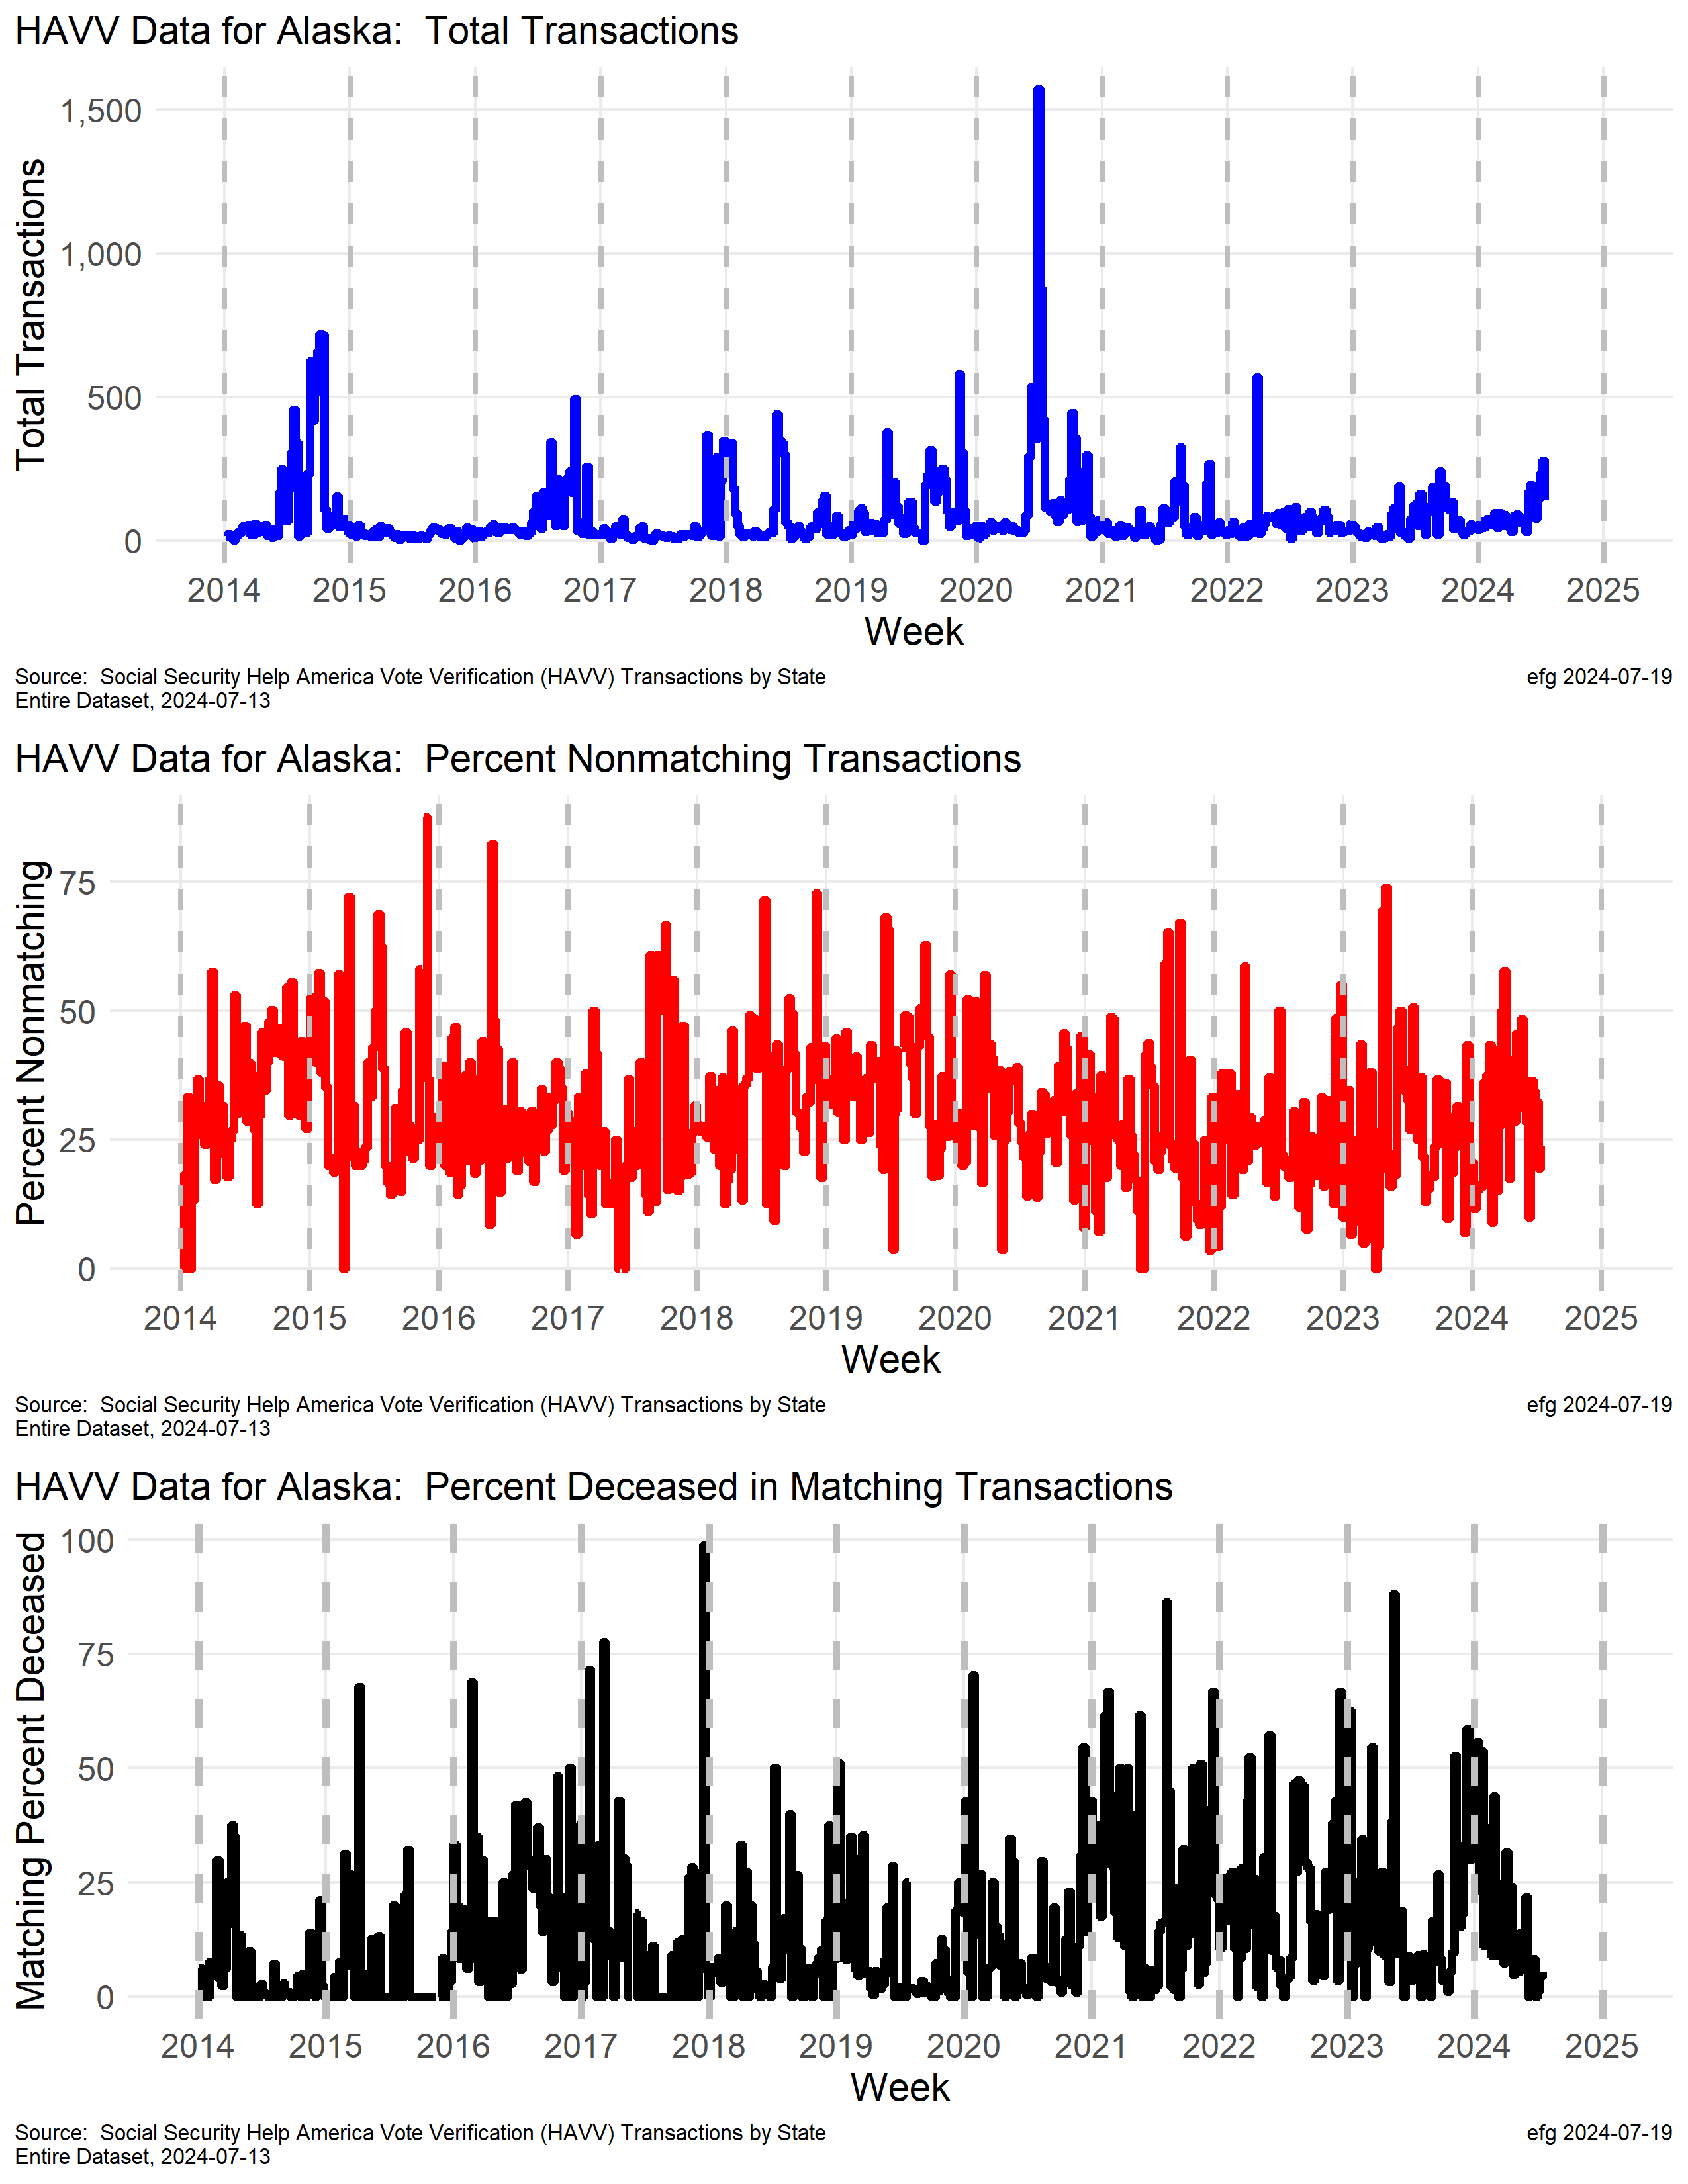 HAVV Data for Alaska:  Total Transactions
Total Transactions
1,500
1,000
500
0
2014 2015 2016 2017 2018 2019 2020 2021 2022 2023 2024 2025
Week
Source:  Social Security Help America Vote Verification (HAVV) Transactions by State efg 2024-07-19
Entire Dataset, 2024-07-13
HAVV Data for Alaska:  Percent Nonmatching Transactions
Percent Nonmatching
75
50
25
0
2014 2015 2016 2017 2018 2019 2020 2021 2022 2023 2024 2025
Week
Source:  Social Security Help America Vote Verification (HAVV) Transactions by State efg 2024-07-19
Entire Dataset, 2024-07-13
HAVV Data for Alaska:  Percent Deceased in Matching Transactions
Matching Percent Deceased
100
75
50
25
0
2014 2015 2016 2017 2018 2019 2020 2021 2022 2023 2024 2025
Week
Source:  Social Security Help America Vote Verification (HAVV) Transactions by State efg 2024-07-19
Entire Dataset, 2024-07-13